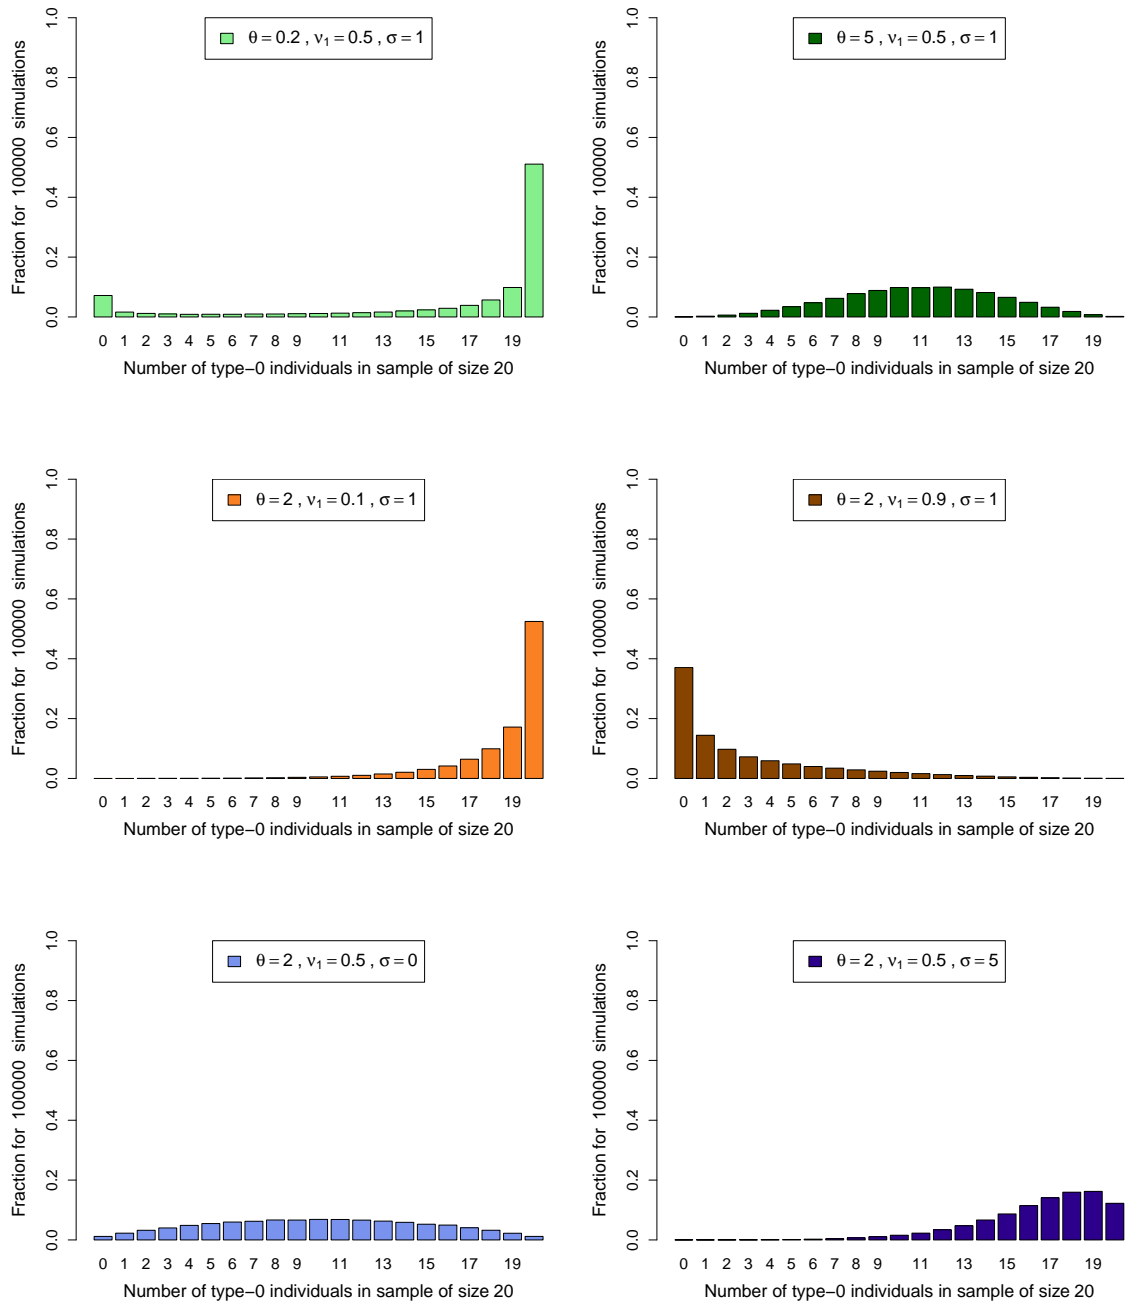 θ = 0.2 , ν₁ = 0.5 , σ = 1
Fraction for 100000 simulations
0.0 0.2 0.4 0.6 0.8 1.0
0 1 2 3 4 5 6 7 8 9 11 13 15 17 19
Number of type−0 individuals in sample of size 20
θ = 5 , ν₁ = 0.5 , σ = 1
Fraction for 100000 simulations
0.0 0.2 0.4 0.6 0.8 1.0
0 1 2 3 4 5 6 7 8 9 11 13 15 17 19
Number of type−0 individuals in sample of size 20
θ = 2 , ν₁ = 0.1 , σ = 1
Fraction for 100000 simulations
0.0 0.2 0.4 0.6 0.8 1.0
0 1 2 3 4 5 6 7 8 9 11 13 15 17 19
Number of type−0 individuals in sample of size 20
θ = 2 , ν₁ = 0.9 , σ = 1
Fraction for 100000 simulations
0.0 0.2 0.4 0.6 0.8 1.0
0 1 2 3 4 5 6 7 8 9 11 13 15 17 19
Number of type−0 individuals in sample of size 20
θ = 2 , ν₁ = 0.5 , σ = 0
Fraction for 100000 simulations
0.0 0.2 0.4 0.6 0.8 1.0
0 1 2 3 4 5 6 7 8 9 11 13 15 17 19
Number of type−0 individuals in sample of size 20
θ = 2 , ν₁ = 0.5 , σ = 5
Fraction for 100000 simulations
0.0 0.2 0.4 0.6 0.8 1.0
0 1 2 3 4 5 6 7 8 9 11 13 15 17 19
Number of type−0 individuals in sample of size 20